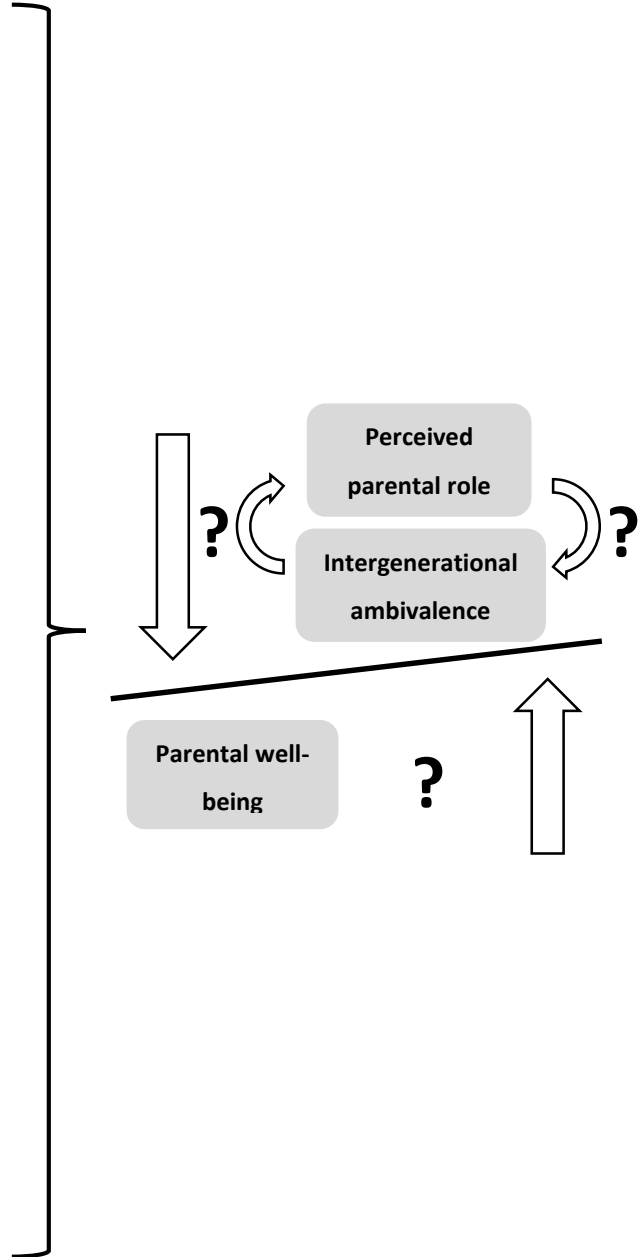 Perceived
parental role
?
?
Intergenerational
ambivalence
Parental well-
being
?